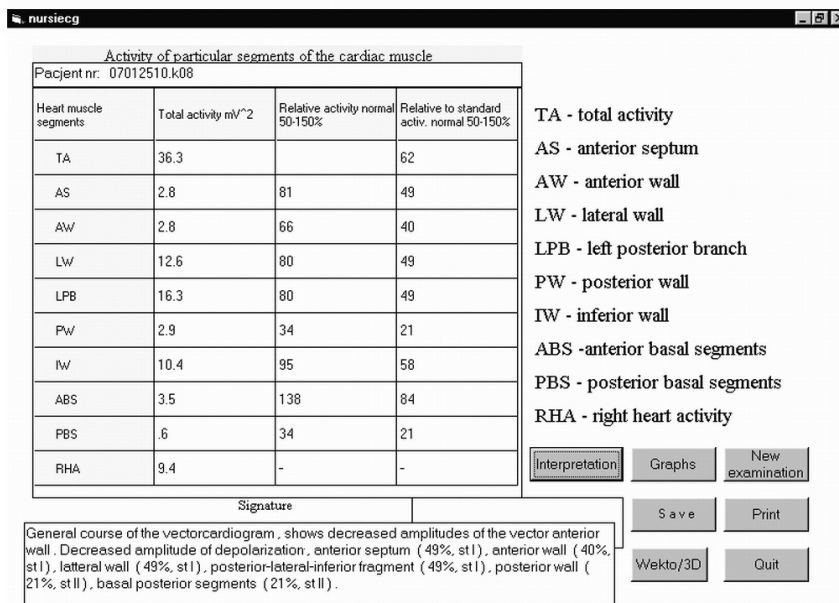 nursiecg
Activity of particular segments of the cardiac muscle
Pacjent nr: 07012510.k08
Heart muscle segments | Total activity mV^2 | Relative activity normal 50-150% | Relative to standard activ. normal 50-150%
TA 36.3 62
AS 2.8 81 49
AW 2.8 66 40
LW 12.6 80 49
LPB 16.3 80 49
PW 2.9 34 21
IW 10.4 95 58
ABS 3.5 138 84
PBS .6 34 21
RHA 9.4 - -
Signature
General course of the vectorcardiogram , shows decreased amplitudes of the vector anterior
wall . Decreased amplitude of depolarization , anterior septum ( 49%, st I ) , anterior wall ( 40%,
st I ) , latteral wall ( 49%, st I ) , posterior-lateral-inferior fragment ( 49%, st I ) , posterior wall (
21%, st II ) , basal posterior segments ( 21%, st II ) .
TA - total activity
AS - anterior septum
AW - anterior wall
LW - lateral wall
LPB - left posterior branch
PW - posterior wall
IW - inferior wall
ABS -anterior basal segments
PBS - posterior basal segments
RHA - right heart activity
Interpretation
Graphs
New
examination
S a v e
Print
Wekto/3D
Quit